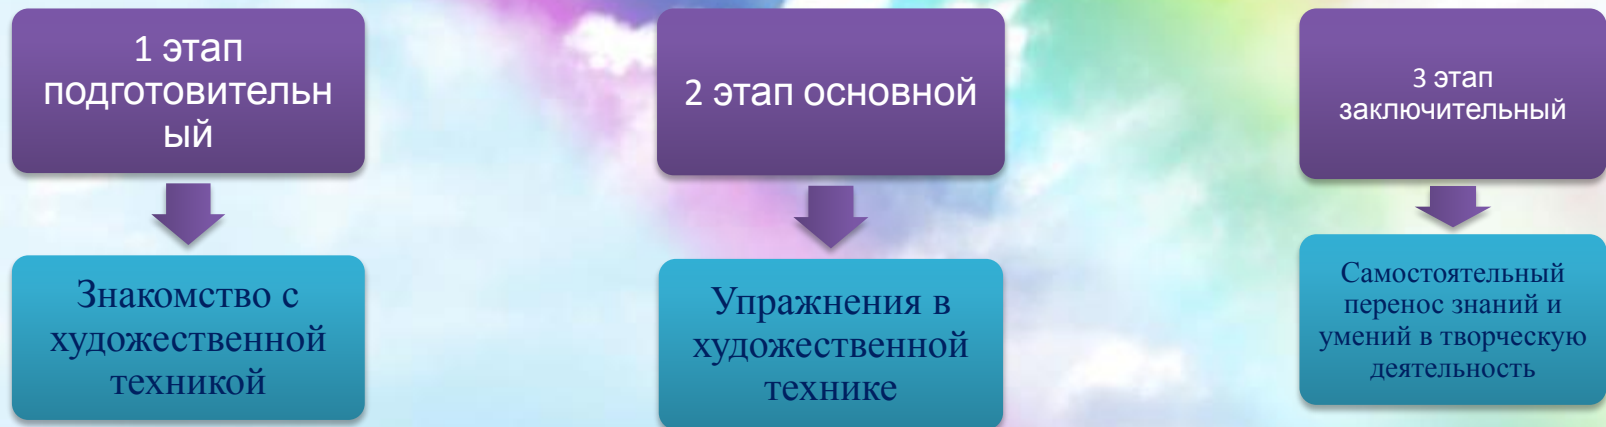 1 этап
подготовительн
ый
2 этап основной
3 этап
заключительный
Знакомство с
художественной
техникой
Упражнения в
художественной
технике
Самостоятельный
перенос знаний и
умений в творческую
деятельность